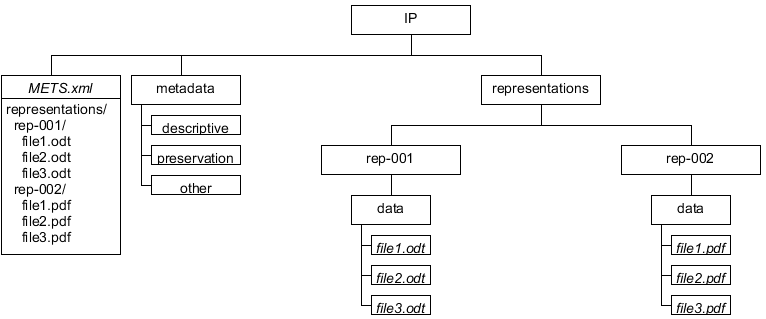 IP
METS.xml
representations/
rep-001/
file1.odt
file2.odt
file3.odt
rep-002/
file1.pdf
file2.pdf
file3.pdf
metadata
descriptive
preservation
other
representations
rep-001
data
file1.odt
file2.odt
file3.odt
rep-002
data
file1.pdf
file2.pdf
file3.pdf